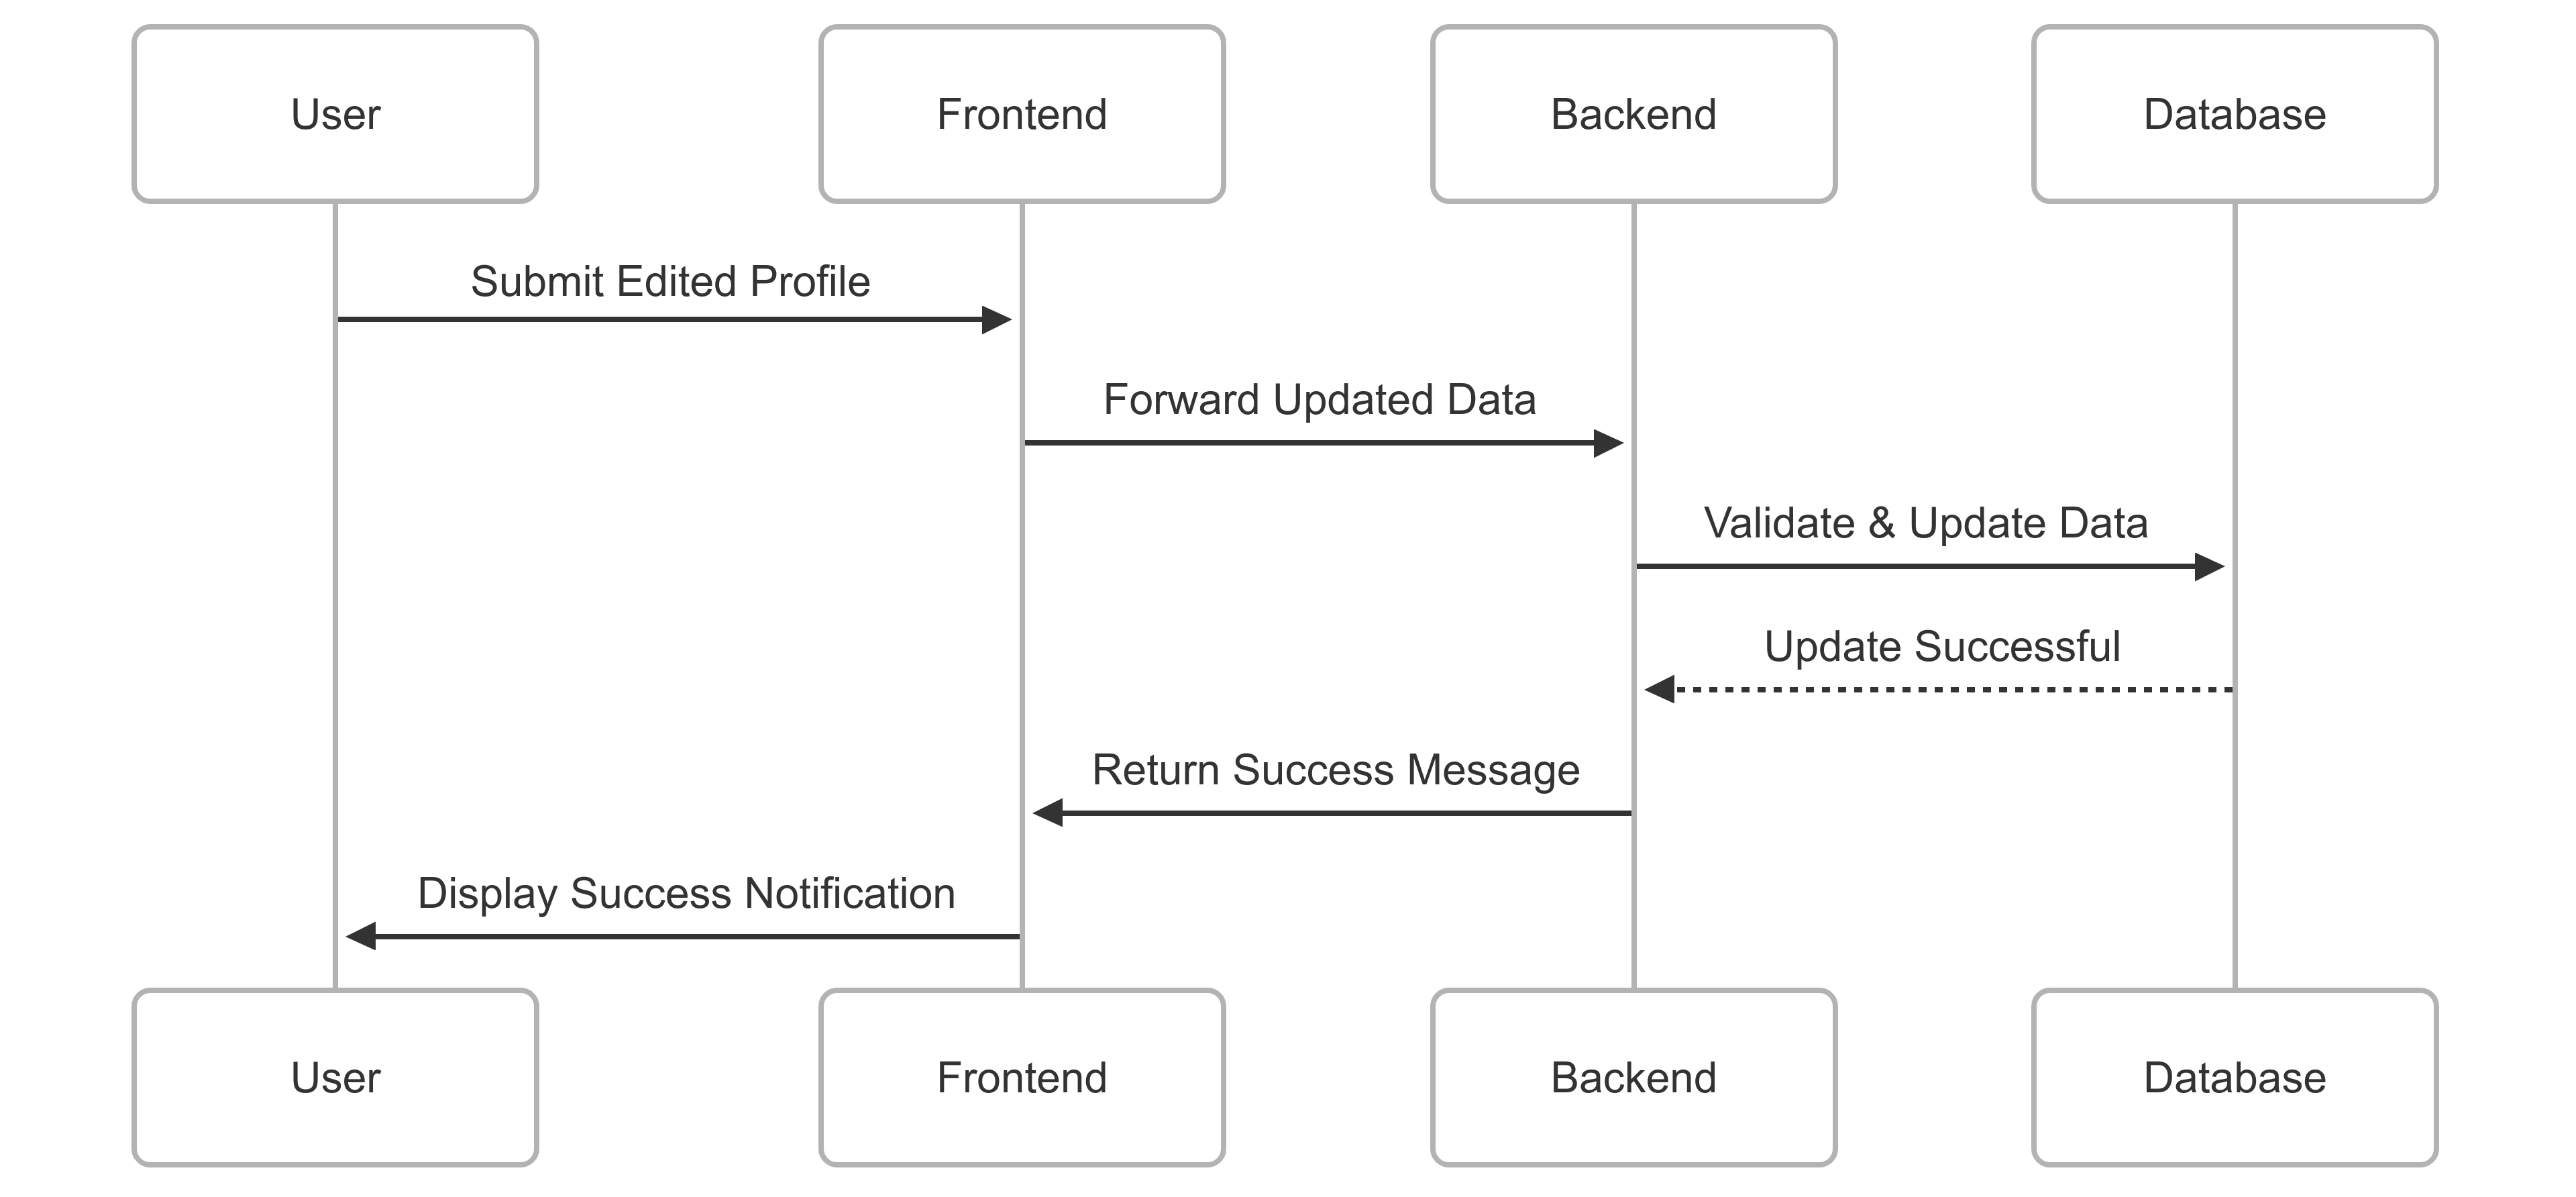 User
Frontend
Backend
Database
Submit Edited Profile
Forward Updated Data
Validate & Update Data
Update Successful
Return Success Message
Display Success Notification
User
Frontend
Backend
Database